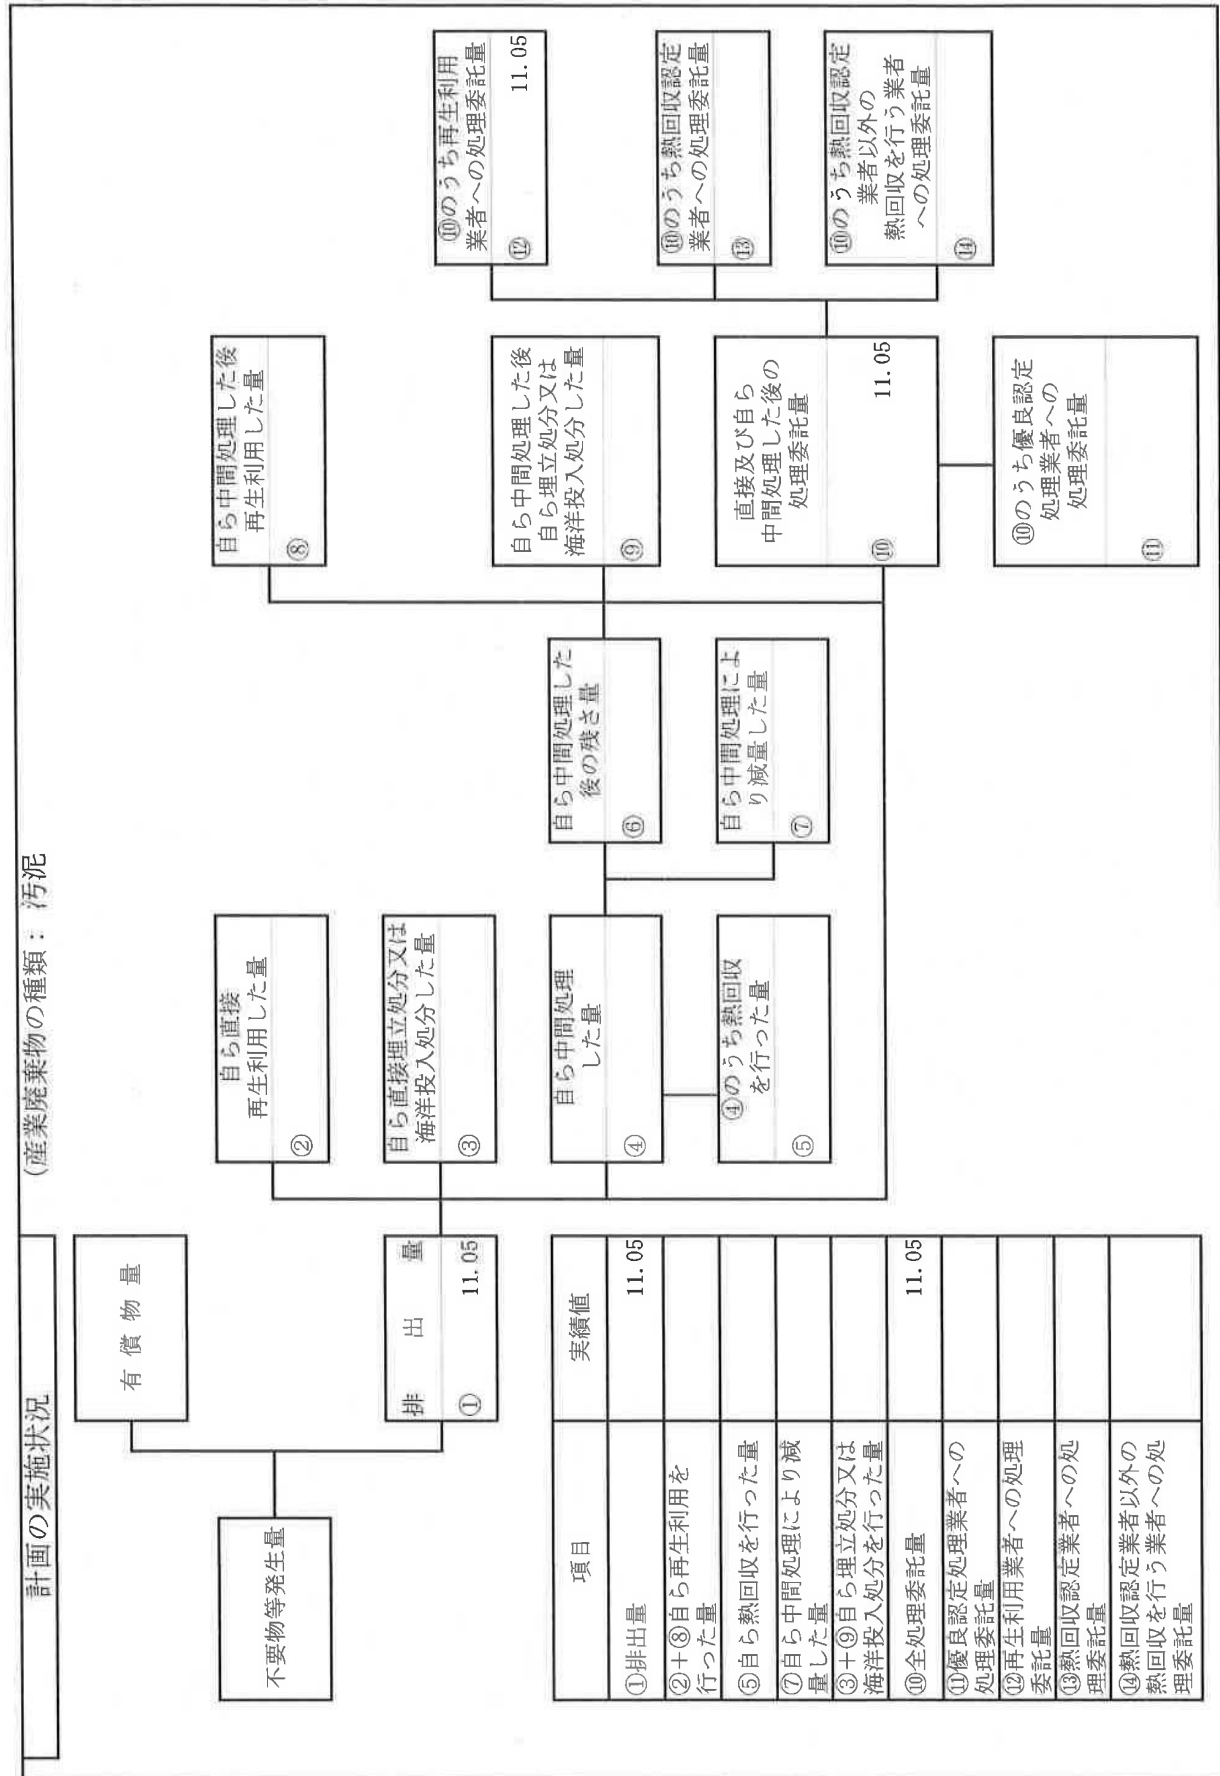 計画の実施状況
(産業廃棄物の種類： 汚泥
有 償 物 量
不要物等発生量
排 出 量
① 11.05
自ら直接
再生利用した量
②
自ら直接埋立処分又は
海洋投入処分した量
③
自ら中間処理
した量
④
④のうち熱回収
を行った量
⑤
自ら中間処理した
後の残さ量
⑥
自ら中間処理によ
り減量した量
⑦
自ら中間処理した後
再生利用した量
⑧
自ら中間処理した後
自ら埋立処分又は
海洋投入処分した量
⑨
直接及び自ら
中間処理した後の
処理委託量
⑩ 11.05
⑩のうち優良認定
処理業者への
処理委託量
⑪
⑩のうち再生利用
業者への処理委託量
⑫ 11.05
⑩のうち熱回収認定
業者への処理委託量
⑬
⑩のうち熱回収認定
業者以外の
熱回収を行う業者
への処理委託量
⑭
項目 実績値
①排出量 11.05
②＋⑧自ら再生利用を
行った量
⑤自ら熱回収を行った量
⑦自ら中間処理により減
量した量
③＋⑨自ら埋立処分又は
海洋投入処分を行った量
⑩全処理委託量 11.05
⑪優良認定処理業者への
処理委託量
⑫再生利用業者への処理
委託量
⑬熱回収認定業者への処
理委託量
⑭熱回収認定業者以外の
熱回収を行う業者への処
理委託量